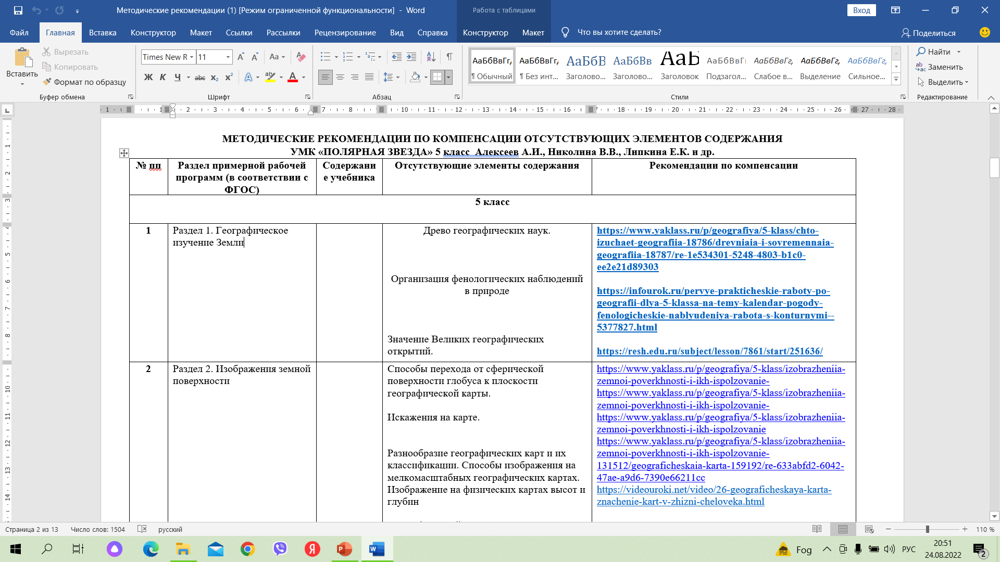 Методические рекомендации (1) [Режим ограниченной функциональности] - Word
Работа с таблицами
Вход
Файл
Главная
Вставка
Конструктор
Макет
Ссылки
Рассылки
Рецензирование
Вид
Справка
Конструктор
Макет
Что вы хотите сделать?
Поделиться
Вставить
Вырезать
Копировать
Формат по образцу
Буфер обмена
Times New R
11
Шрифт
Абзац
АаБбВвГг,
АаБбВвГг,
АаБбВ
АаБбВв
АаЬ
АаБбВвГг
АаБбВвГг,
АаБбВвГг,
АаБбВвГг,
¶ Обычный
¶ Без инт...
Заголово...
Заголово...
Заголовок
Подзагол...
Слабое в...
Выделение
Сильное...
Стили
Найти
Заменить
Выделить
Редактирование
МЕТОДИЧЕСКИЕ РЕКОМЕНДАЦИИ ПО КОМПЕНСАЦИИ ОТСУТСТВУЮЩИХ ЭЛЕМЕНТОВ СОДЕРЖАНИЯ
УМК «ПОЛЯРНАЯ ЗВЕЗДА» 5 класс Алексеев А.И., Николина В.В., Липкина Е.К. и др.
№ пп
Раздел примерной рабочей
программ (в соответствии с
ФГОС)
Содержани
е учебника
Отсутствующие элементы содержания
Рекомендации по компенсации
5 класс
1
Раздел 1. Географическое
изучение Земли
Древо географических наук.
Организация фенологических наблюдений
в природе
Значение Великих географических
открытий.
https://www.yaklass.ru/p/geografiya/5-klass/chto-
izuchaet-geografiia-18786/drevniaia-i-sovremennaia-
geografiia-18787/re-1e534301-5248-4803-b1c0-
ee2e21d89303
https://infourok.ru/pervye-prakticheskie-raboty-po-
geografii-dlya-5-klassa-na-temy-kalendar-pogody-
fenologicheskie-nablyudeniya-rabota-s-konturnymi--
5377827.html
https://resh.edu.ru/subject/lesson/7861/start/251636/
2
Раздел 2. Изображения земной
поверхности
Способы перехода от сферической
поверхности глобуса к плоскости
географической карты.
Искажения на карте.
Разнообразие географических карт и их
классификации. Способы изображения на
мелкомасштабных географических картах.
Изображение на физических картах высот и
глубин
https://www.yaklass.ru/p/geografiya/5-klass/izobrazheniia-
zemnoi-poverkhnosti-i-ikh-ispolzovanie-
https://www.yaklass.ru/p/geografiya/5-klass/izobrazheniia-
zemnoi-poverkhnosti-i-ikh-ispolzovanie-
https://www.yaklass.ru/p/geografiya/5-klass/izobrazheniia-
zemnoi-poverkhnosti-i-ikh-ispolzovanie
https://www.yaklass.ru/p/geografiya/5-klass/izobrazheniia-
zemnoi-poverkhnosti-i-ikh-ispolzovanie-
131512/geograficheskaia-karta-159192/re-633abfd2-6042-
47ae-a9d6-7390e66211cc
https://videouroki.net/video/26-geograficheskaya-karta-
znachenie-kart-v-zhizni-cheloveka.html
Страница 2 из 13
Число слов: 1504
русский
110 %
Fog
РУС
20:51
24.08.2022
2